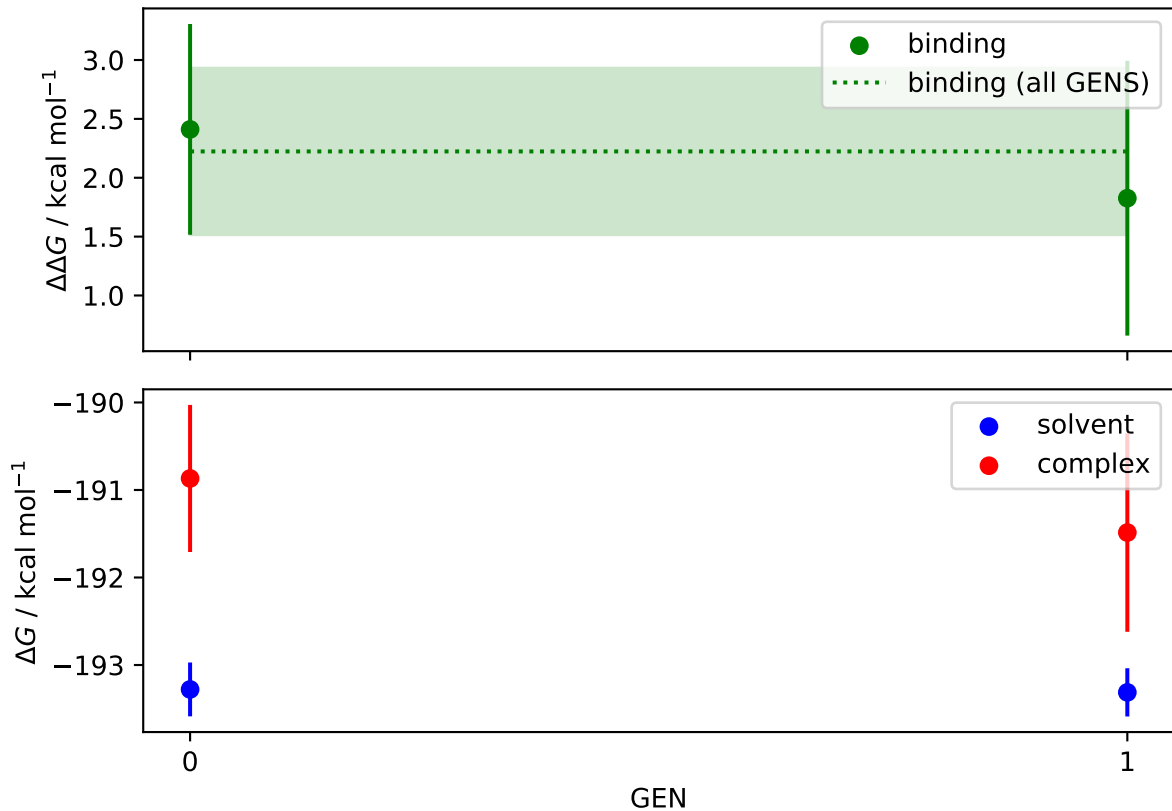 binding
binding (all GENS)
3.0
2.5
2.0
1.5
1.0
ΔΔG / kcal mol⁻¹
solvent
complex
−190
−191
−192
−193
ΔG / kcal mol⁻¹
0 1
GEN